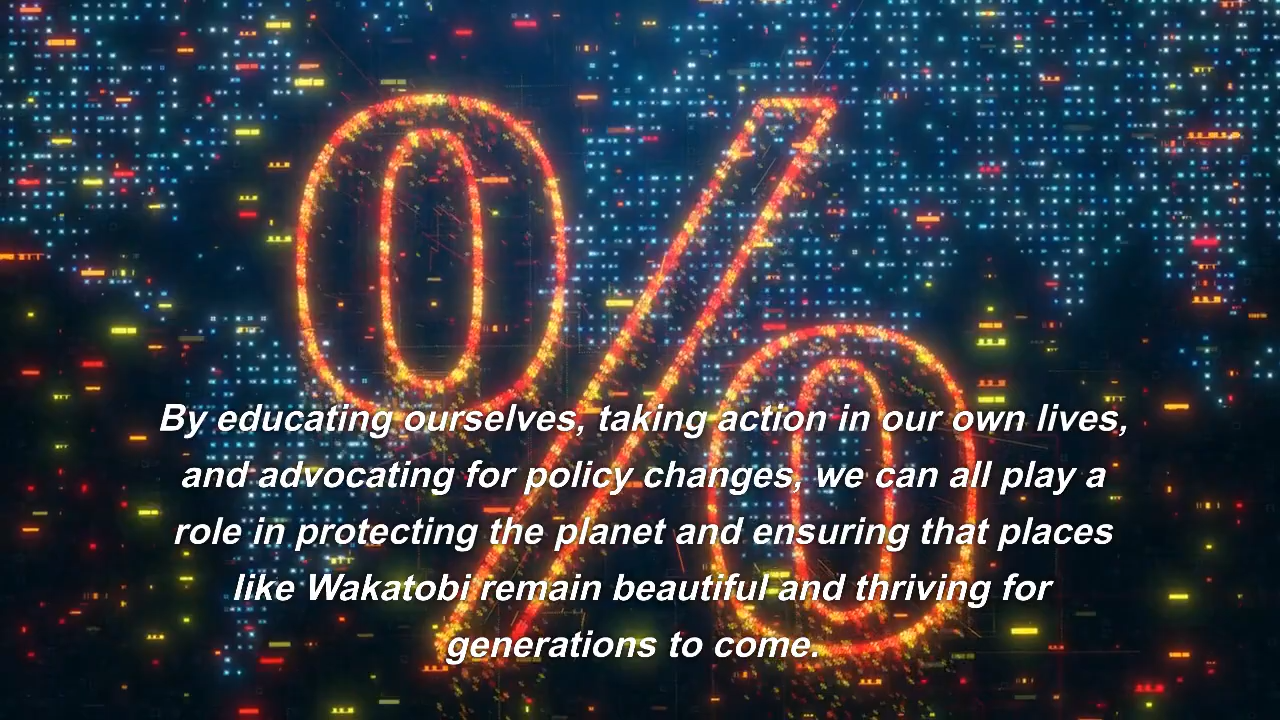 %
By educating ourselves, taking action in our own lives,
and advocating for policy changes, we can all play a
role in protecting the planet and ensuring that places
like Wakatobi remain beautiful and thriving for
generations to come.